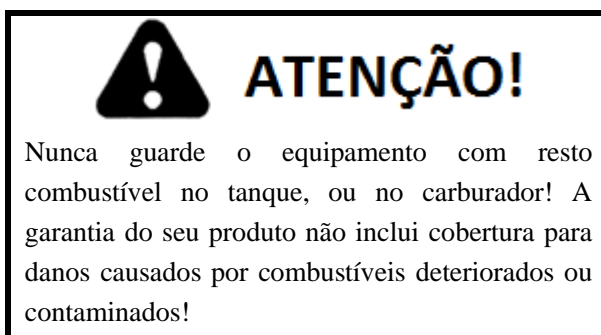 ATENÇÃO!
Nunca guarde o equipamento com resto
combustível no tanque, ou no carburador! A
garantia do seu produto não inclui cobertura para
danos causados por combustíveis deteriorados ou
contaminados!